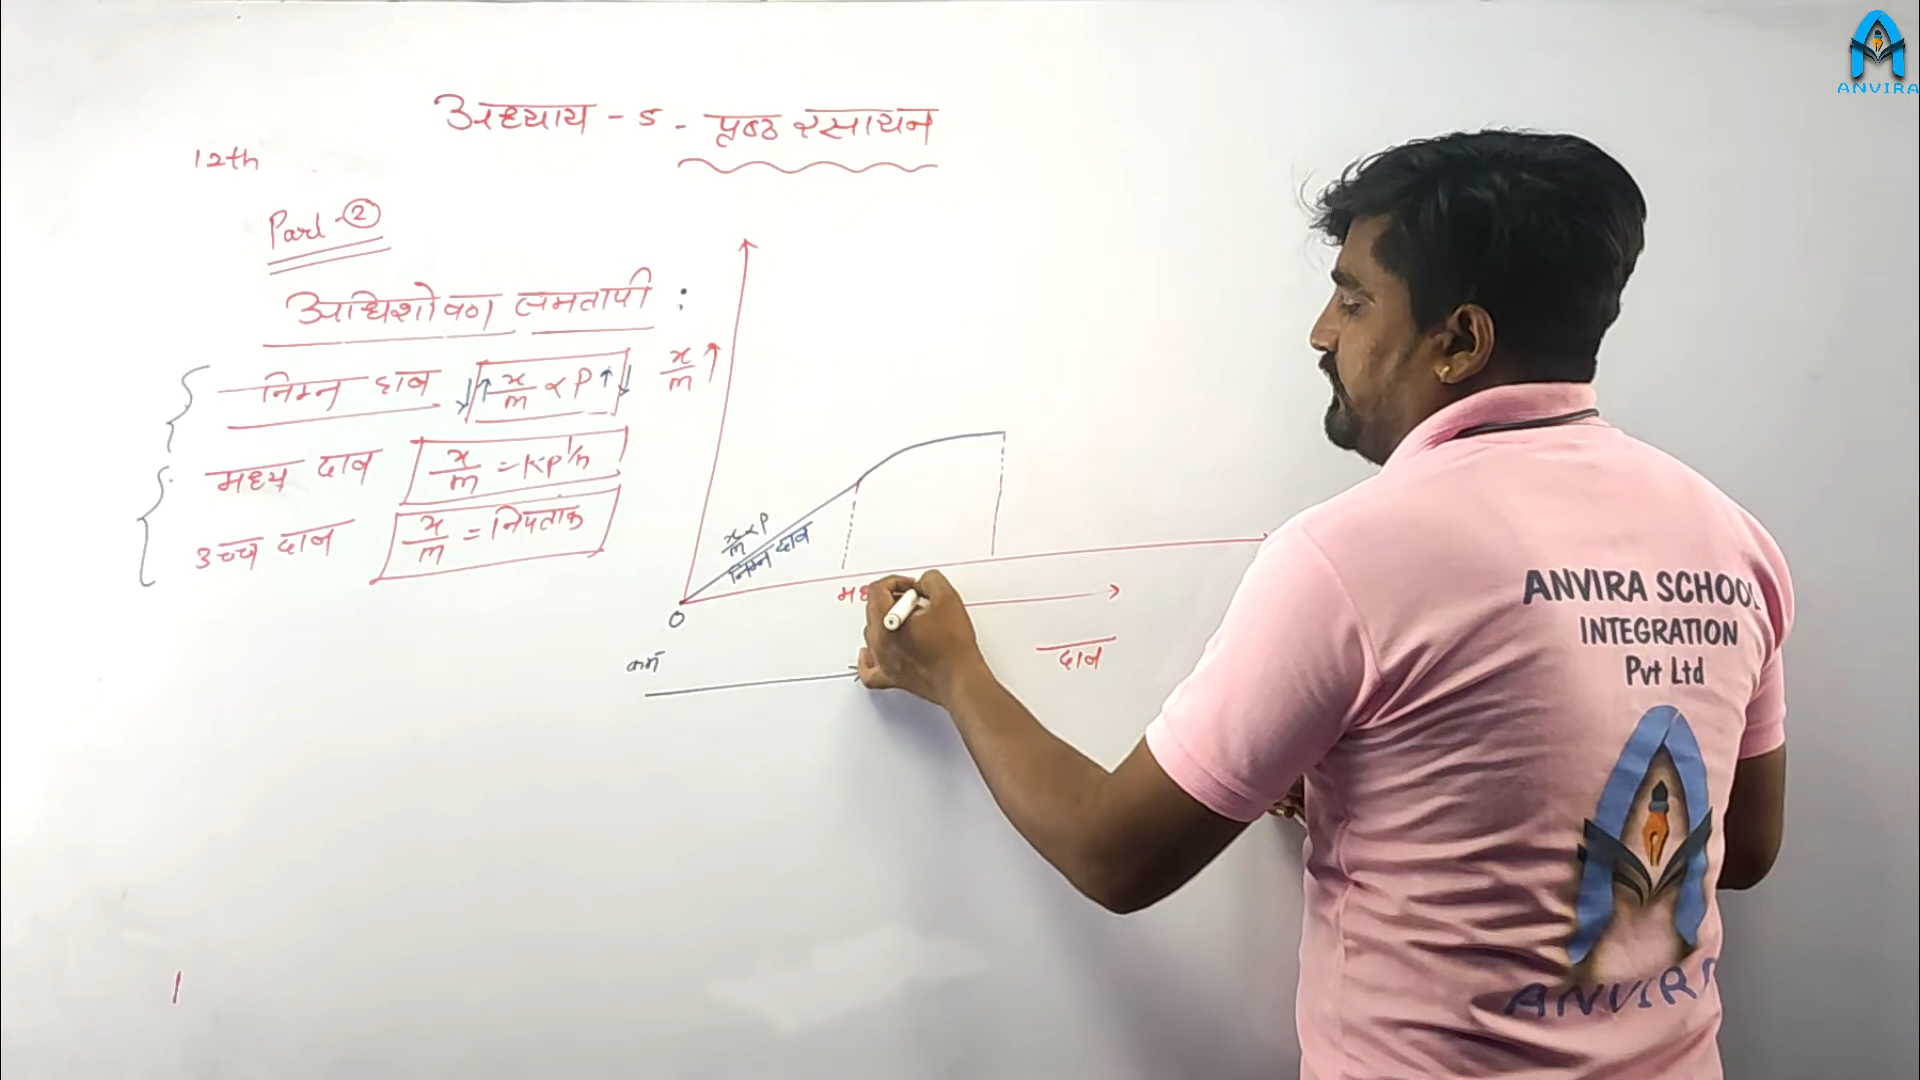 ANVIRA
अध्याय - 5 - पृष्ठ रसायन
12th
Part - 2
अधिशोषण समतापी :
निम्न दाब ↓↑ x/m ∝ P↑↓
x/m ↑
मध्य दाब x/m = KP^1/n
उच्च दाब x/m = नियतांक
x/m ∝ P
निम्न दाब
O
दाब
ANVIRA SCHOOL
INTEGRATION
Pvt Ltd
ANVIRA